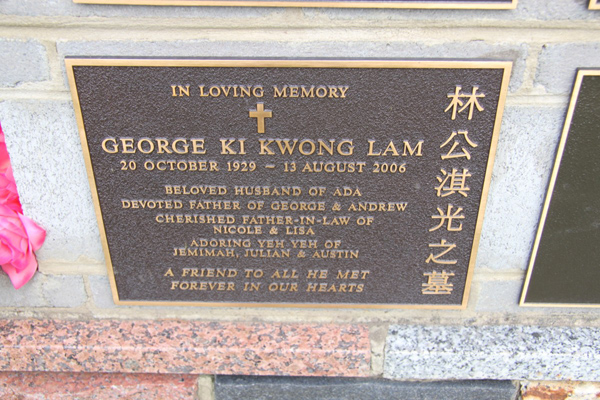 IN LOVING MEMORY
GEORGE KI KWONG LAM
20 OCTOBER 1929 - 13 AUGUST 2006
BELOVED HUSBAND OF ADA
DEVOTED FATHER OF GEORGE & ANDREW
CHERISHED FATHER-IN-LAW OF
NICOLE & LISA
ADORING YEH YEH OF
JEMIMAH, JULIAN & AUSTIN
A FRIEND TO ALL HE MET
FOREVER IN OUR HEARTS
林公淇光之墓